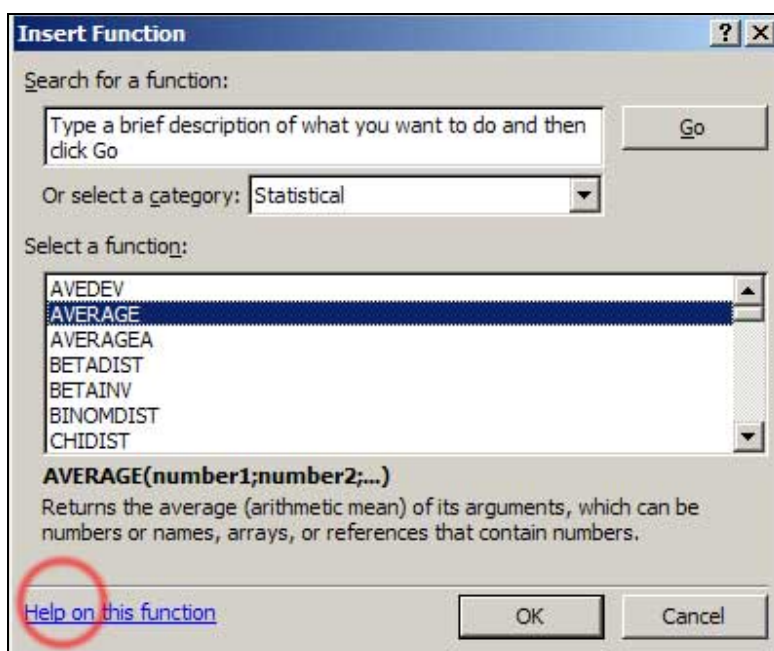 Insert Function
Search for a function:
Type a brief description of what you want to do and then
click Go
Go
Or select a category: Statistical
Select a function:
AVEDEV
AVERAGE
AVERAGEA
BETADIST
BETAINV
BINOMDIST
CHIDIST
AVERAGE(number1;number2;...)
Returns the average (arithmetic mean) of its arguments, which can be
numbers or names, arrays, or references that contain numbers.
Help on this function
OK
Cancel